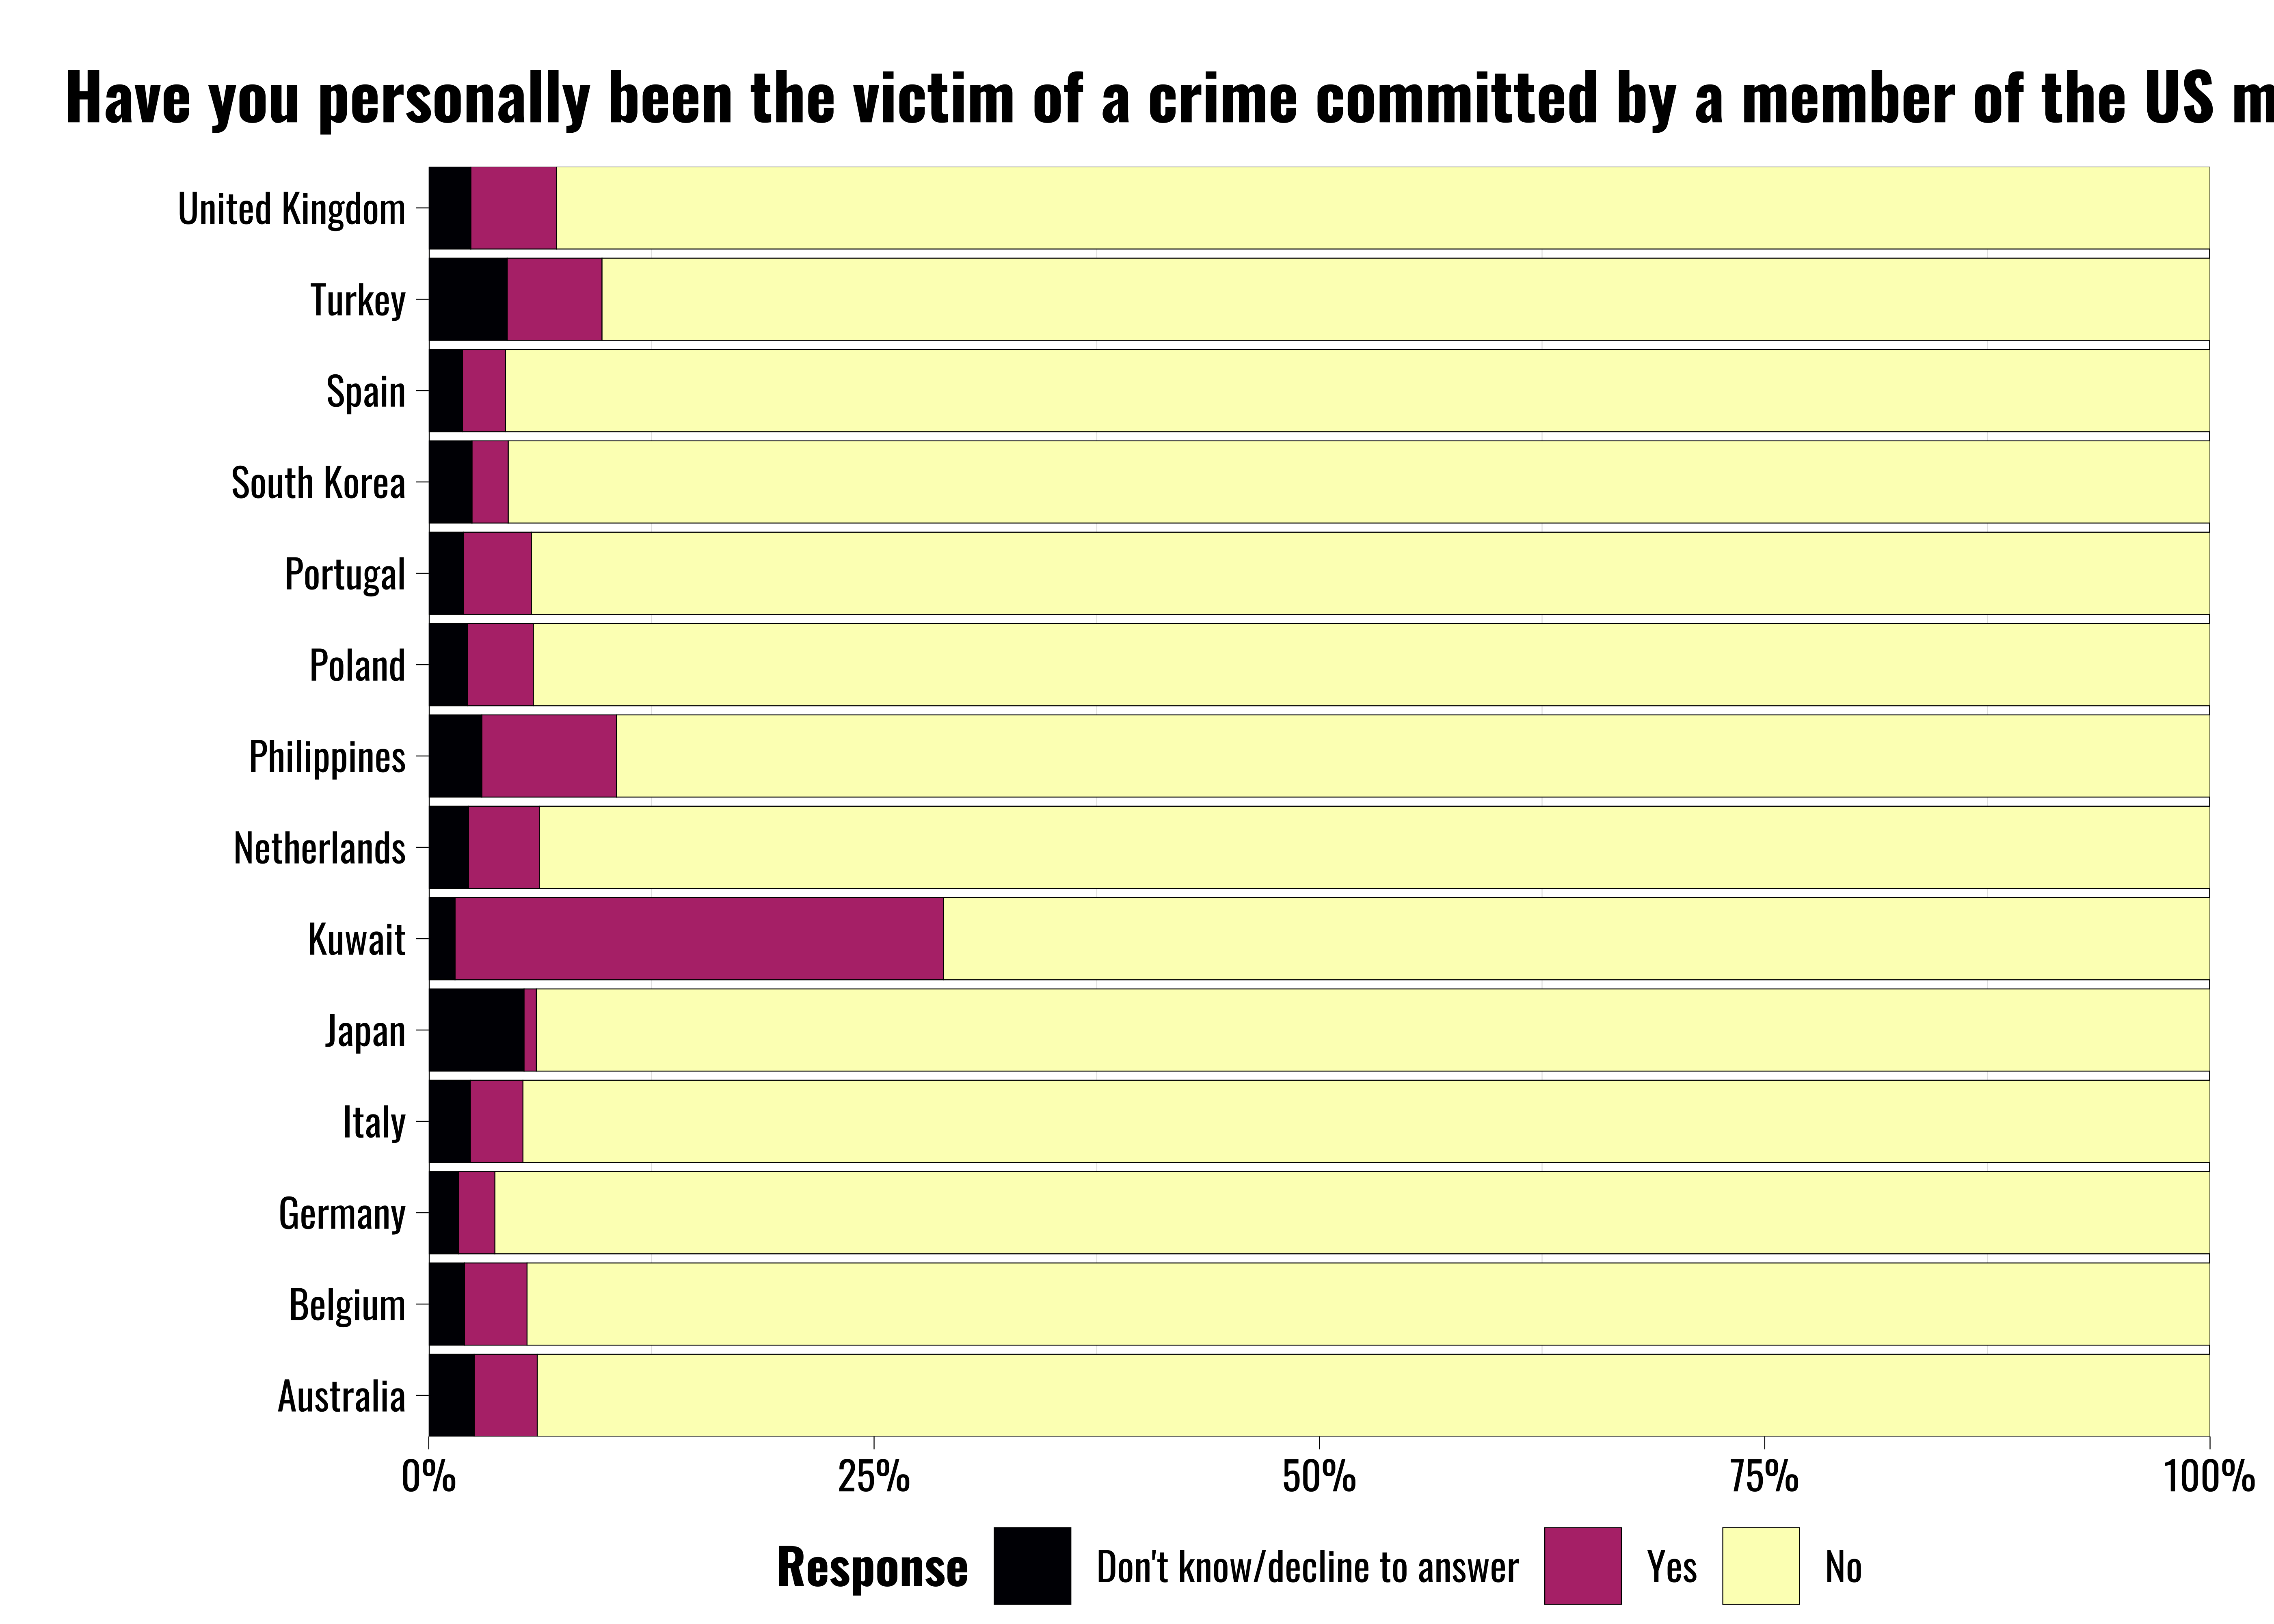 Have you personally been the victim of a crime committed by a member of the US
United Kingdom
Turkey
Spain
South Korea
Portugal
Poland
Philippines
Netherlands
Kuwait
Japan
Italy
Germany
Belgium
Australia
0% 25% 50% 75% 100%
Response Don't know/decline to answer Yes No